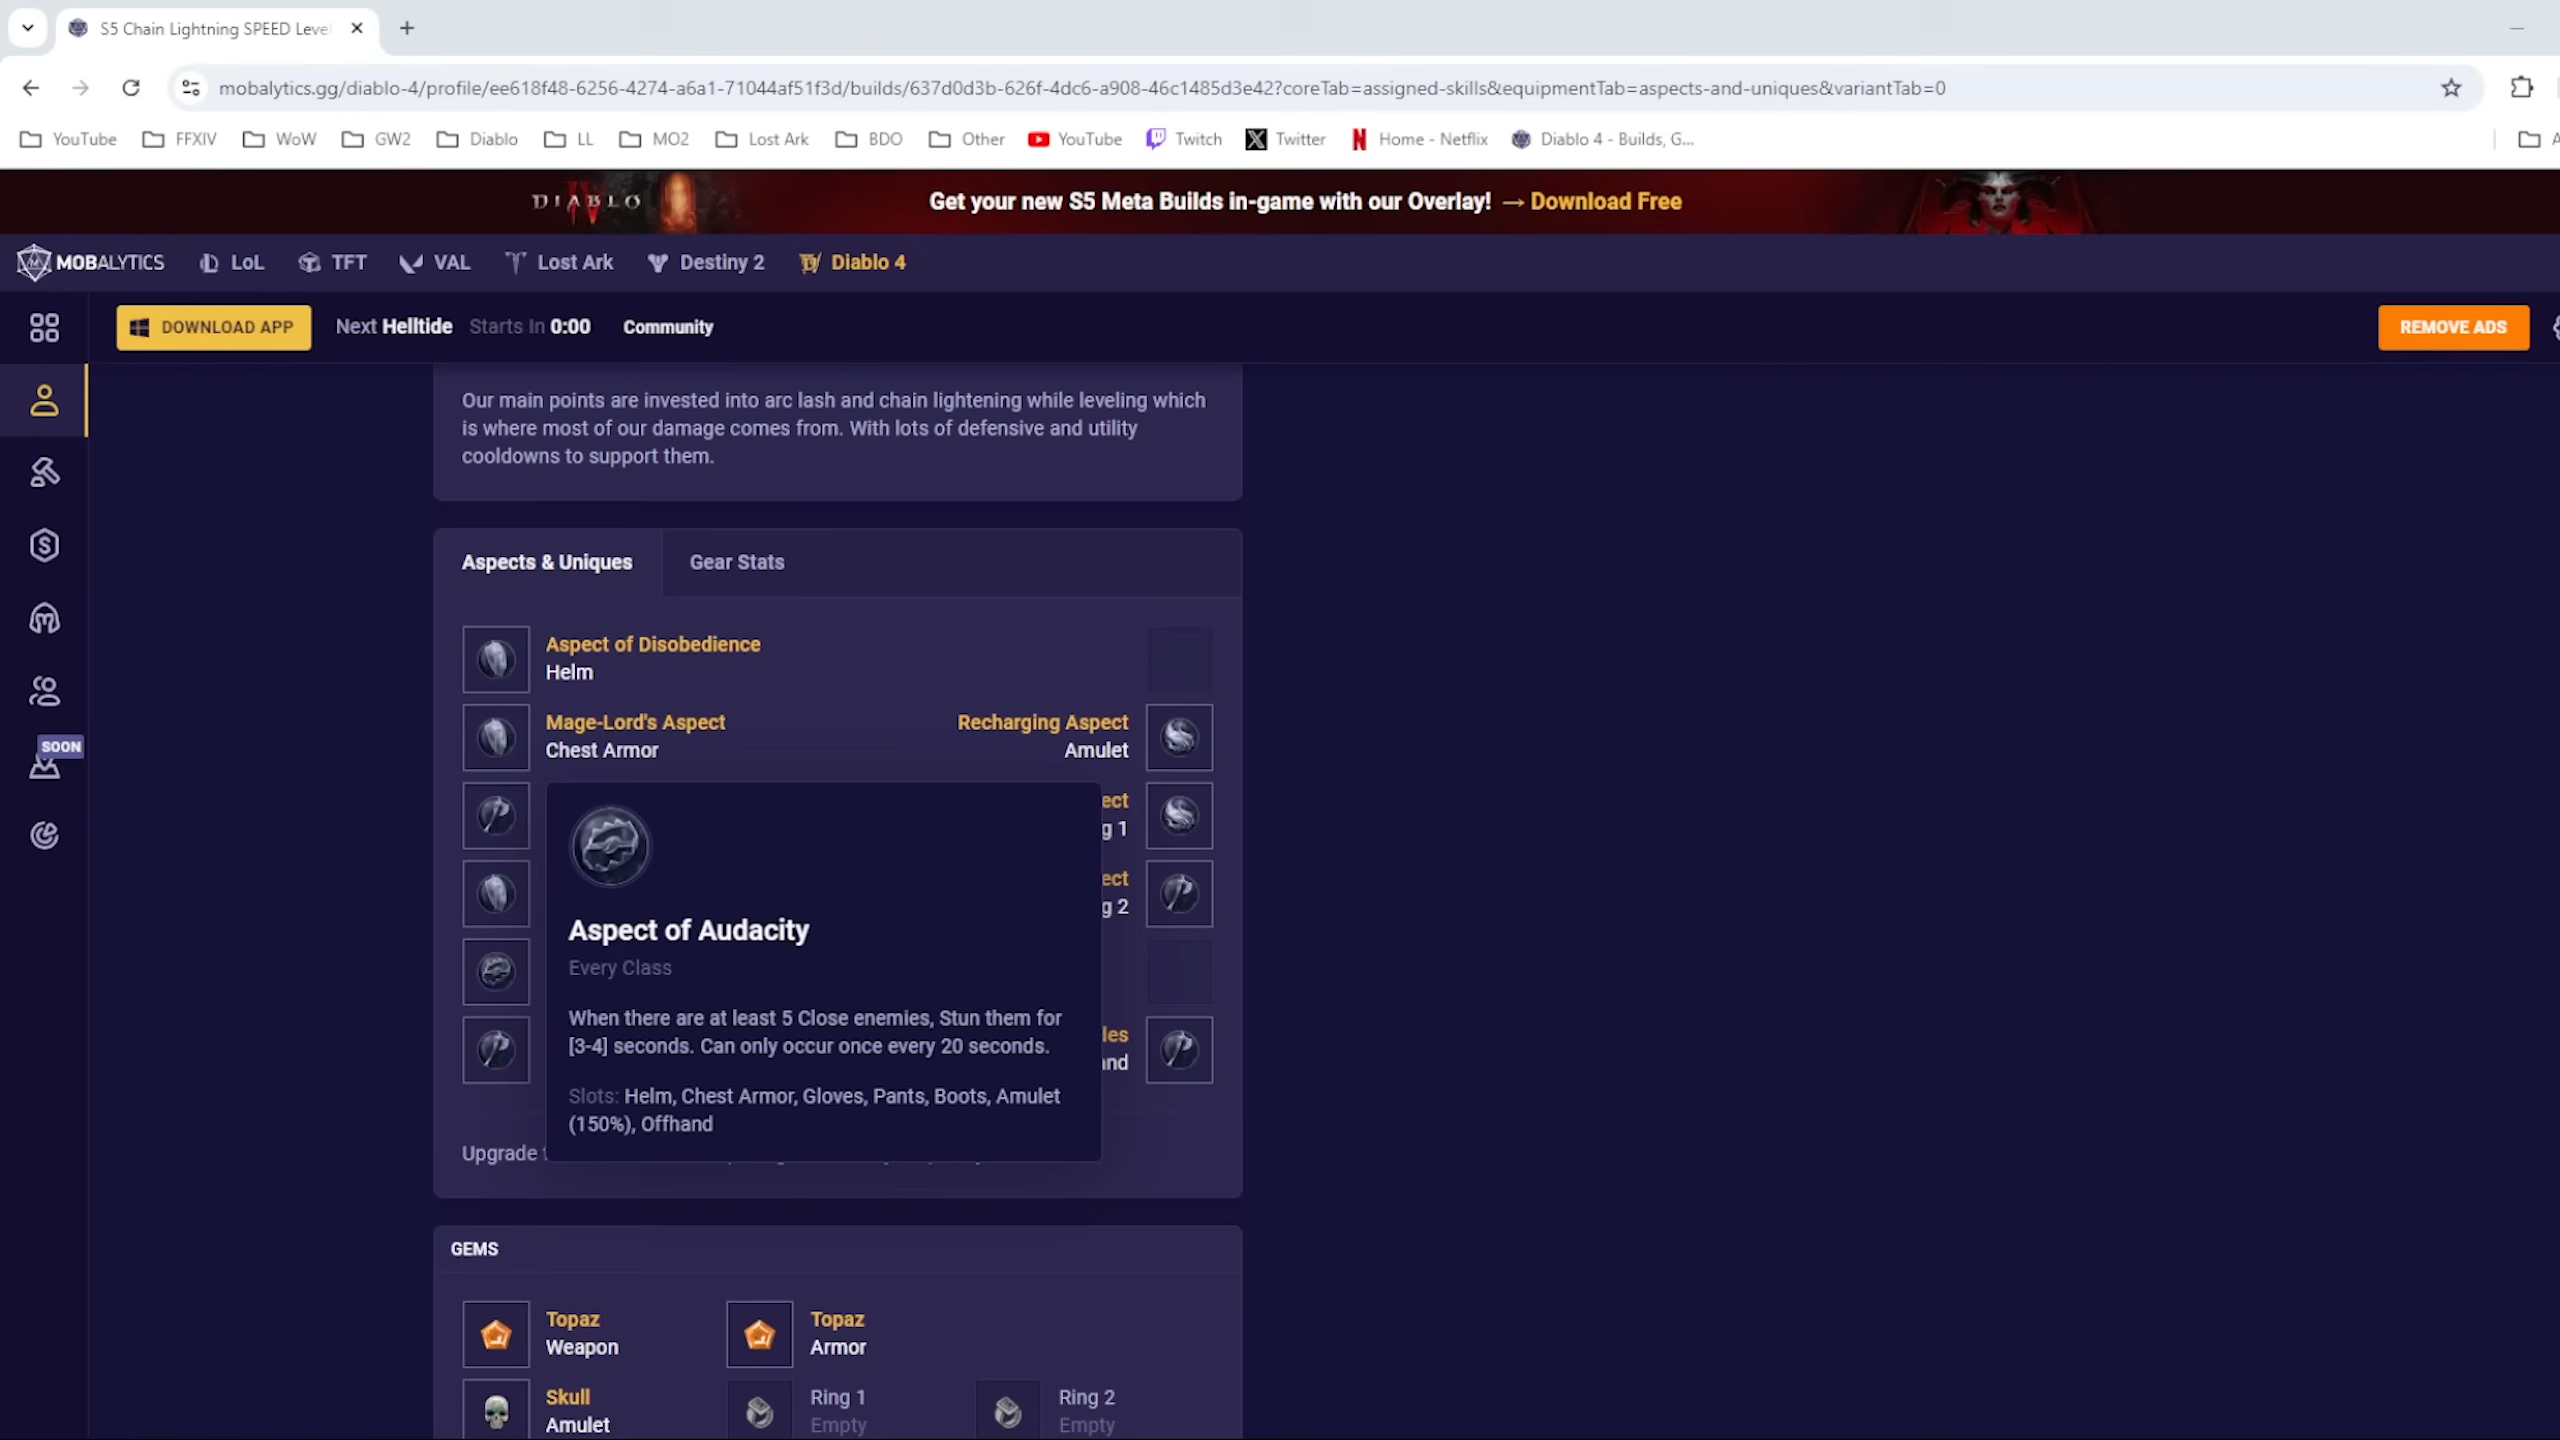 S5 Chain Lightning SPEED Leve
mobalytics.gg/diablo-4/profile/ee618f48-6256-4274-a6a1-71044af51f3d/builds/637d0d3b-626f-4dc6-a908-46c1485d3e42?coreTab=assigned-skills&equipmentTab=aspects-and-uniques&variantTab=0
YouTube FFXIV WoW GW2 Diablo LL MO2 Lost Ark BDO Other YouTube Twitch Twitter Home - Netflix Diablo 4 - Builds, G...
DIABLO IV Get your new S5 Meta Builds in-game with our Overlay! → Download Free
MOBALYTICS LoL TFT VAL Lost Ark Destiny 2 Diablo 4
DOWNLOAD APP Next Helltide Starts In 0:00 Community REMOVE ADS
Our main points are invested into arc lash and chain lightening while leveling which
is where most of our damage comes from. With lots of defensive and utility
cooldowns to support them.
Aspects & Uniques Gear Stats
Aspect of Disobedience
Helm
Mage-Lord's Aspect Recharging Aspect
Chest Armor Amulet
SOON
ect
g 1
ect
g 2
Aspect of Audacity
Every Class
When there are at least 5 Close enemies, Stun them for
[3-4] seconds. Can only occur once every 20 seconds.
les
and
Slots: Helm, Chest Armor, Gloves, Pants, Boots, Amulet
(150%), Offhand
Upgrade
GEMS
Topaz Topaz
Weapon Armor
Skull Ring 1 Ring 2
Amulet Empty Empty